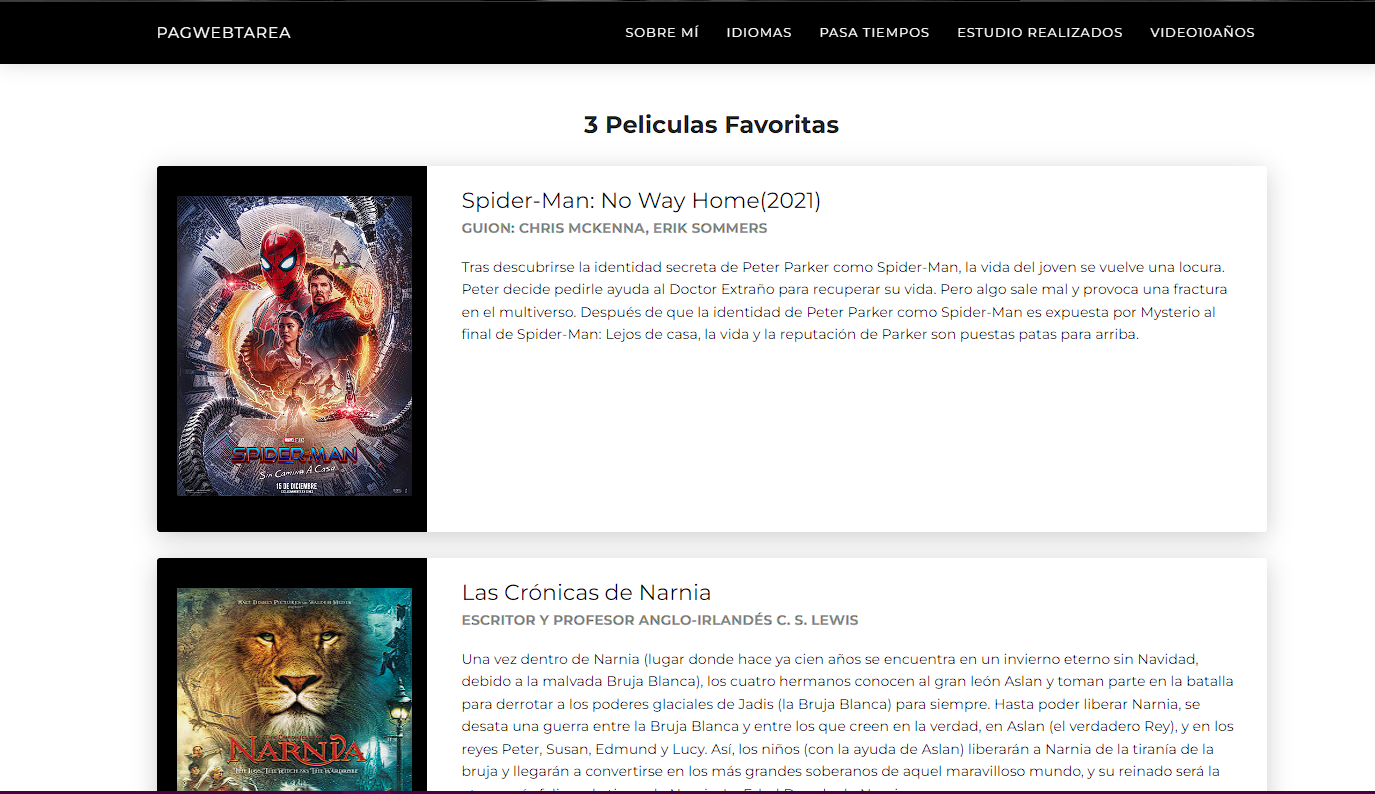 PAGWEBTAREA
SOBRE MÍ IDIOMAS PASA TIEMPOS ESTUDIO REALIZADOS VIDEO10AÑOS
3 Peliculas Favoritas
Spider-Man: No Way Home(2021)
GUION: CHRIS MCKENNA, ERIK SOMMERS
Tras descubrirse la identidad secreta de Peter Parker como Spider-Man, la vida del joven se vuelve una locura.
Peter decide pedirle ayuda al Doctor Extraño para recuperar su vida. Pero algo sale mal y provoca una fractura
en el multiverso. Después de que la identidad de Peter Parker como Spider-Man es expuesta por Mysterio al
final de Spider-Man: Lejos de casa, la vida y la reputación de Parker son puestas patas para arriba.
SPIDER-MAN
Sin Camino A Casa
15 DE DICIEMBRE
Las Crónicas de Narnia
ESCRITOR Y PROFESOR ANGLO-IRLANDÉS C. S. LEWIS
Una vez dentro de Narnia (lugar donde hace ya cien años se encuentra en un invierno eterno sin Navidad,
debido a la malvada Bruja Blanca), los cuatro hermanos conocen al gran león Aslan y toman parte en la batalla
para derrotar a los poderes glaciales de Jadis (la Bruja Blanca) para siempre. Hasta poder liberar Narnia, se
desata una guerra entre la Bruja Blanca y entre los que creen en la verdad, en Aslan (el verdadero Rey), y en los
reyes Peter, Susan, Edmund y Lucy. Así, los niños (con la ayuda de Aslan) liberarán a Narnia de la tiranía de la
bruja y llegarán a convertirse en los más grandes soberanos de aquel maravilloso mundo, y su reinado será la
NARNIA
THE LION, THE WITCH AND THE WARDROBE